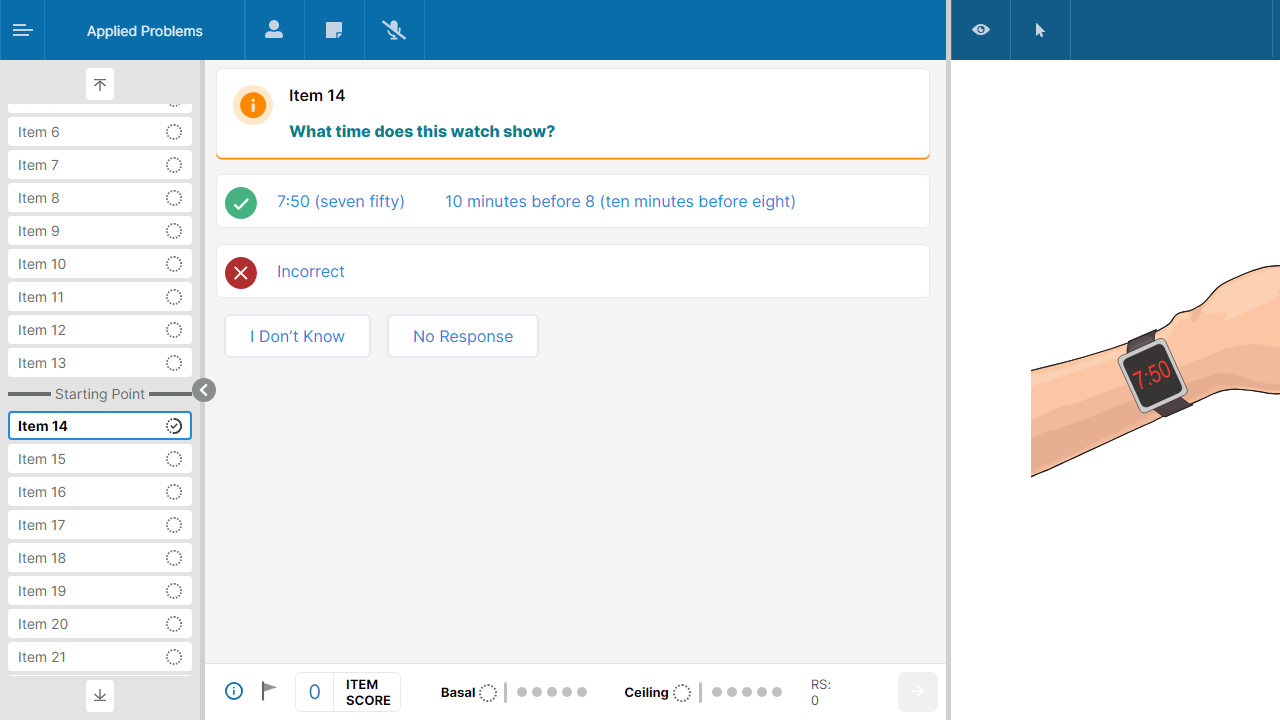 Applied Problems
Item 6
Item 7
Item 8
Item 9
Item 10
Item 11
Item 12
Item 13
Starting Point
Item 14
Item 15
Item 16
Item 17
Item 18
Item 19
Item 20
Item 21
Item 14
What time does this watch show?
7:50 (seven fifty) 10 minutes before 8 (ten minutes before eight)
Incorrect
I Don’t Know No Response
0 ITEM SCORE
Basal
Ceiling
RS:
0
7:50